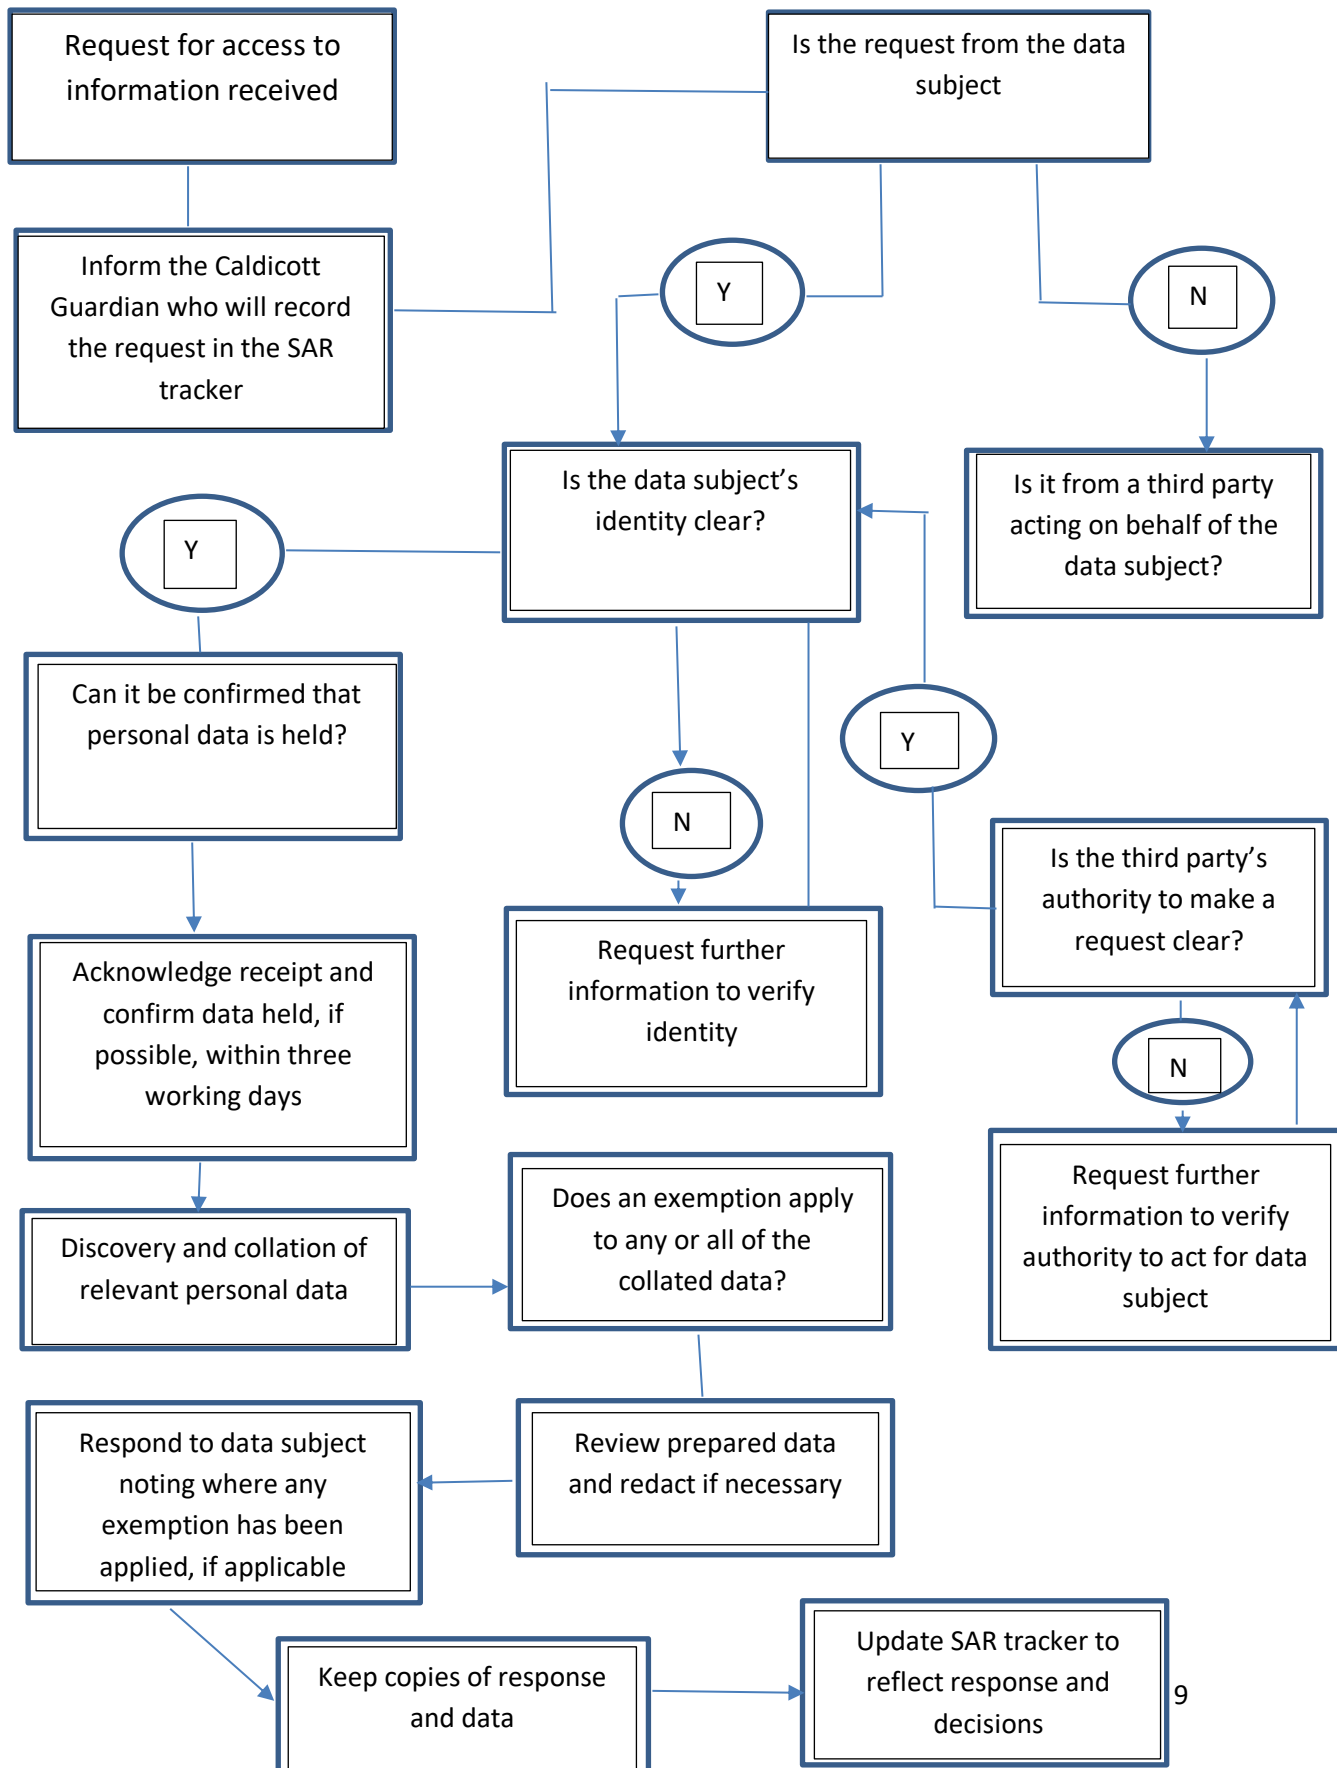 Request for access to
information received
Is the request from the data
subject
Inform the Caldicott
Guardian who will record
the request in the SAR
tracker
Y
N
Is the data subject’s
identity clear?
Is it from a third party
acting on behalf of the
data subject?
Y
Can it be confirmed that
personal data is held?
Y
N
Is the third party’s
authority to make a
request clear?
Acknowledge receipt and
confirm data held, if
possible, within three
working days
Request further
information to verify
identity
N
Request further
information to verify
authority to act for data
subject
Discovery and collation of
relevant personal data
Does an exemption apply
to any or all of the
collated data?
Review prepared data
and redact if necessary
Respond to data subject
noting where any
exemption has been
applied, if applicable
Keep copies of response
and data
Update SAR tracker to
reflect response and
decisions
9